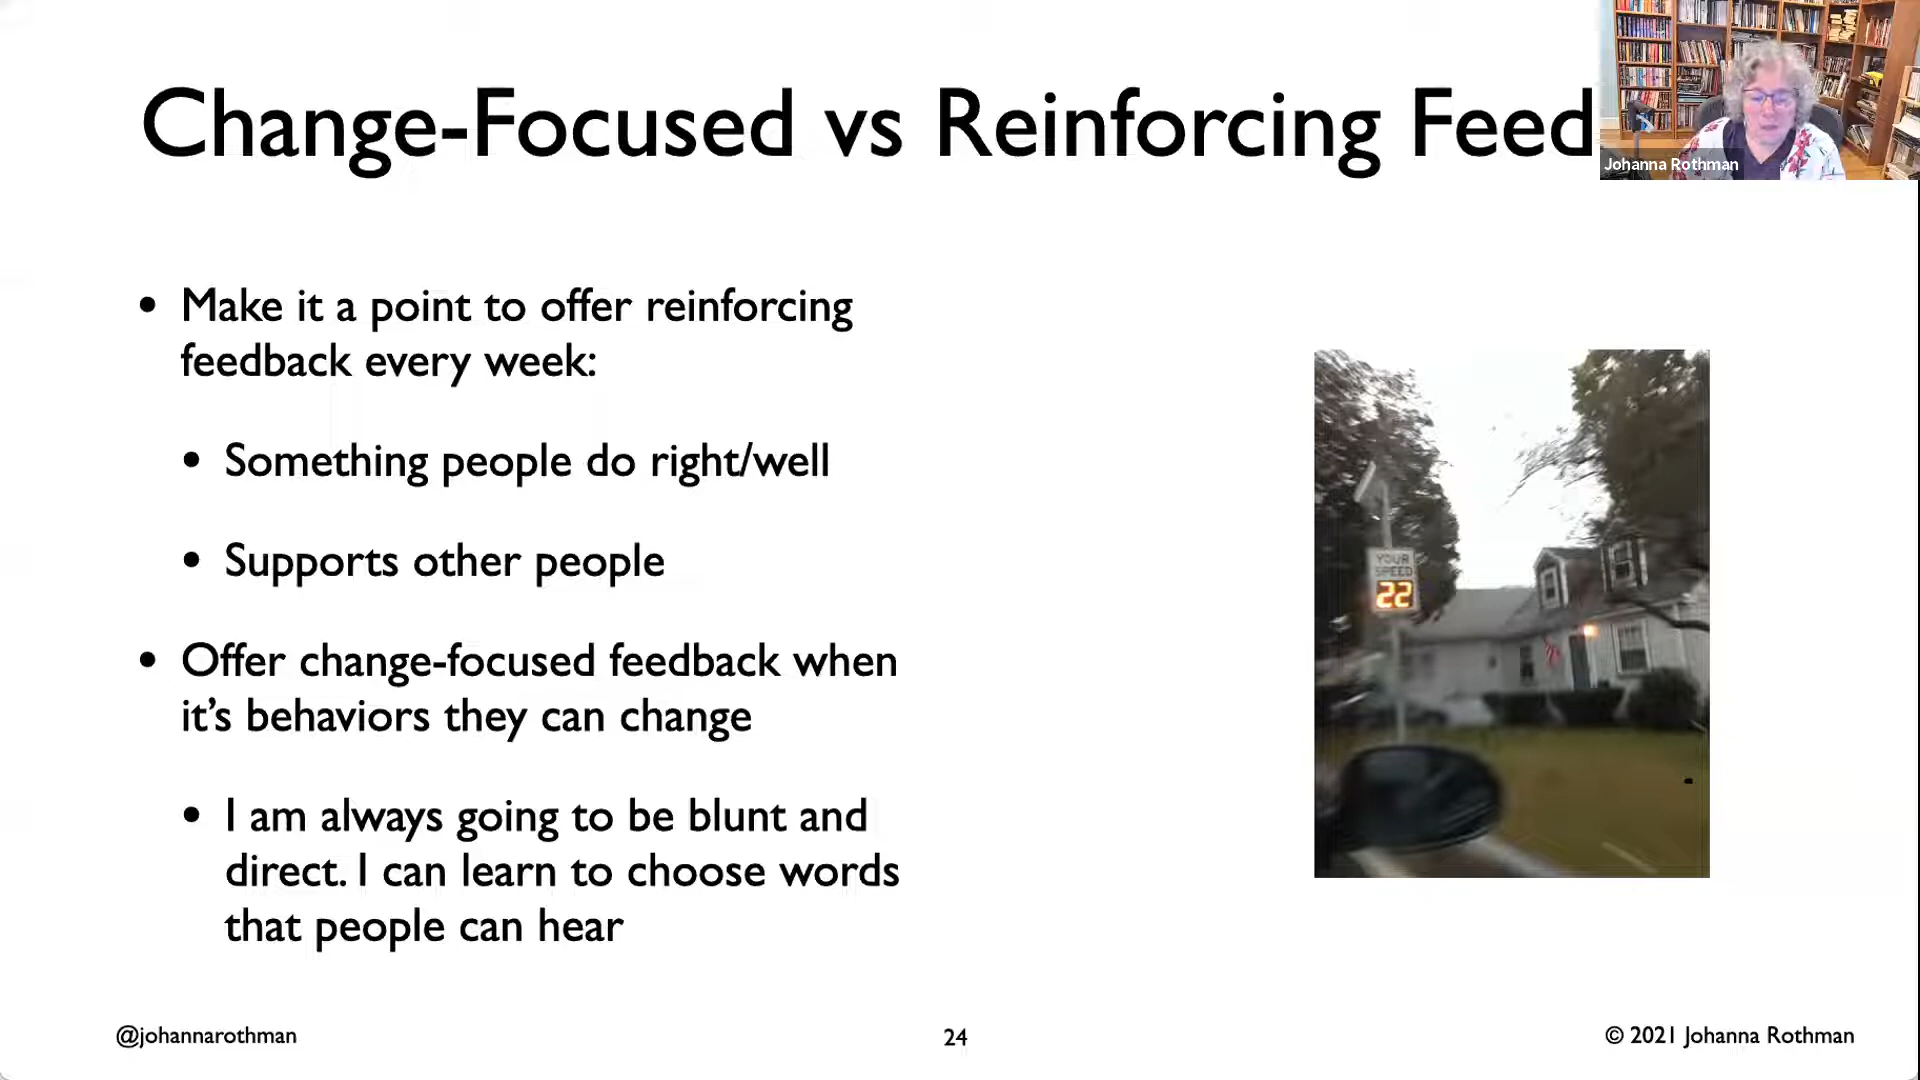 Change-Focused vs Reinforcing Feed
Johanna Rothman
• Make it a point to offer reinforcing
feedback every week:
• Something people do right/well
• Supports other people
• Offer change-focused feedback when
it's behaviors they can change
• I am always going to be blunt and
direct. I can learn to choose words
that people can hear
YOUR
SPEED
22
@johannarothman
24
© 2021 Johanna Rothman